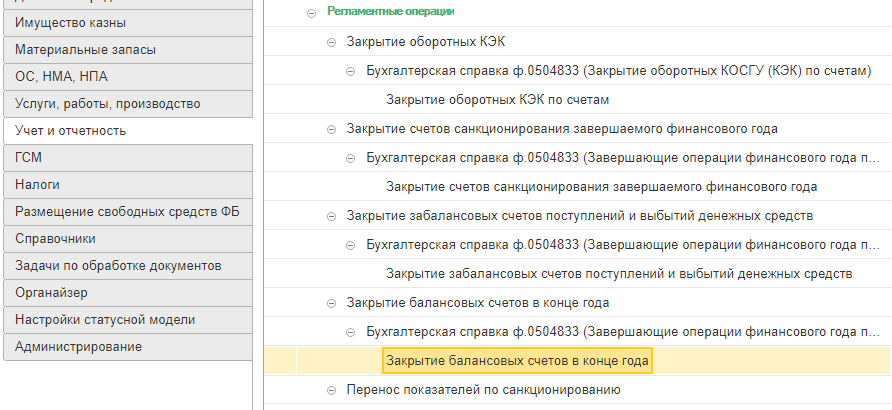 Имущество казны
Материальные запасы
ОС, НМА, НПА
Услуги, работы, производство
Учет и отчетность
ГСМ
Налоги
Размещение свободных средств ФБ
Справочники
Задачи по обработке документов
Органайзер
Настройки статусной модели
Администрирование
Регламентные операции
Закрытие оборотных КЭК
Бухгалтерская справка ф.0504833 (Закрытие оборотных КОСГУ (КЭК) по счетам)
Закрытие оборотных КЭК по счетам
Закрытие счетов санкционирования завершаемого финансового года
Бухгалтерская справка ф.0504833 (Завершающие операции финансового года п...
Закрытие счетов санкционирования завершаемого финансового года
Закрытие забалансовых счетов поступлений и выбытий денежных средств
Бухгалтерская справка ф.0504833 (Завершающие операции финансового года п...
Закрытие забалансовых счетов поступлений и выбытий денежных средств
Закрытие балансовых счетов в конце года
Бухгалтерская справка ф.0504833 (Завершающие операции финансового года п...
Закрытие балансовых счетов в конце года
Перенос показателей по санкционированию